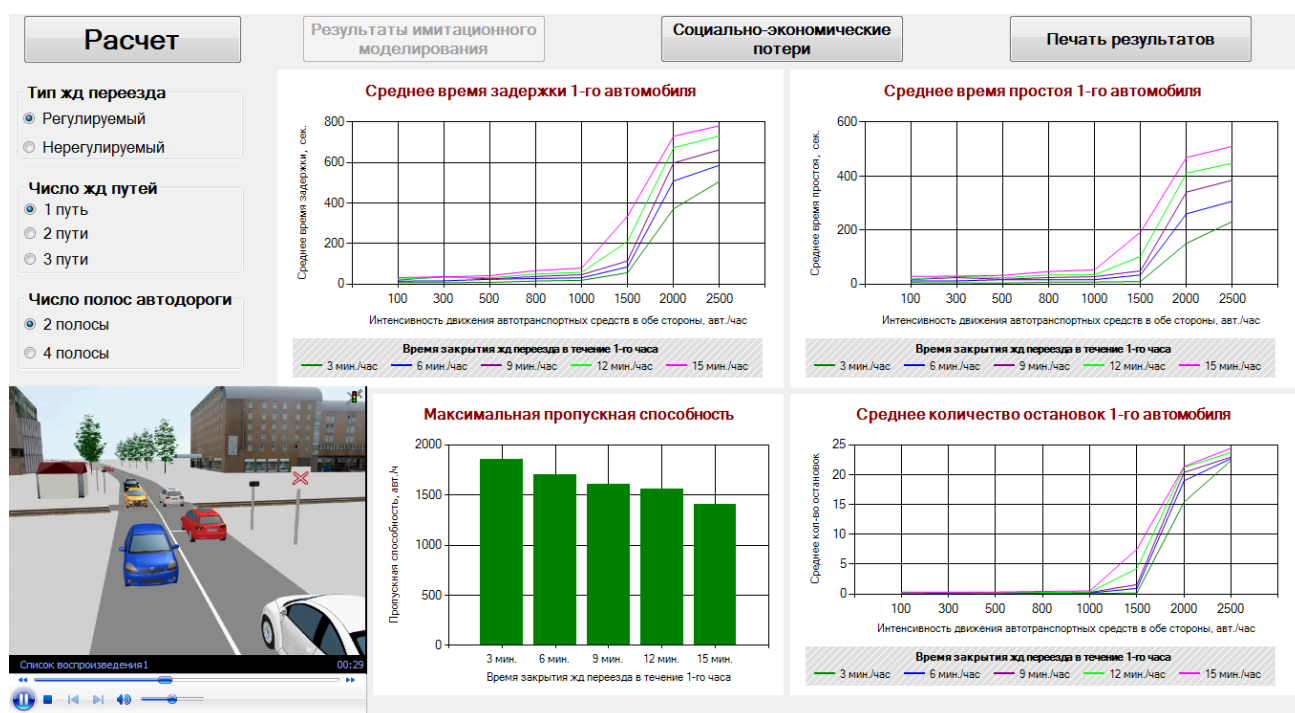 Расчет
Результаты имитационного
моделирования
Социально-экономические
потери
Печать результатов
Тип жд переезда
Регулируемый
Нерегулируемый
Число жд путей
1 путь
2 пути
3 пути
Число полос автодороги
2 полосы
4 полосы
Среднее время задержки 1-го автомобиля
Среднее время задержки, сек.
800
600
400
200
0
100 300 500 800 1000 1500 2000 2500
Интенсивность движения автотранспортных средств в обе стороны, авт./час
Время закрытия жд переезда в течение 1-го часа
3 мин./час 6 мин./час 9 мин./час 12 мин./час 15 мин./час
Среднее время простоя 1-го автомобиля
Среднее время простоя, сек.
600
400
200
0
100 300 500 800 1000 1500 2000 2500
Интенсивность движения автотранспортных средств в обе стороны, авт./час
Время закрытия жд переезда в течение 1-го часа
3 мин./час 6 мин./час 9 мин./час 12 мин./час 15 мин./час
Список воспроизведения1 00:29
Максимальная пропускная способность
Пропускная способность, авт./ч
2000
1500
1000
500
0
3 мин. 6 мин. 9 мин. 12 мин. 15 мин.
Время закрытия жд переезда в течение 1-го часа
Среднее количество остановок 1-го автомобиля
Среднее кол-во остановок
25
20
15
10
5
0
100 300 500 800 1000 1500 2000 2500
Интенсивность движения автотранспортных средств в обе стороны, авт./час
Время закрытия жд переезда в течение 1-го часа
3 мин./час 6 мин./час 9 мин./час 12 мин./час 15 мин./час